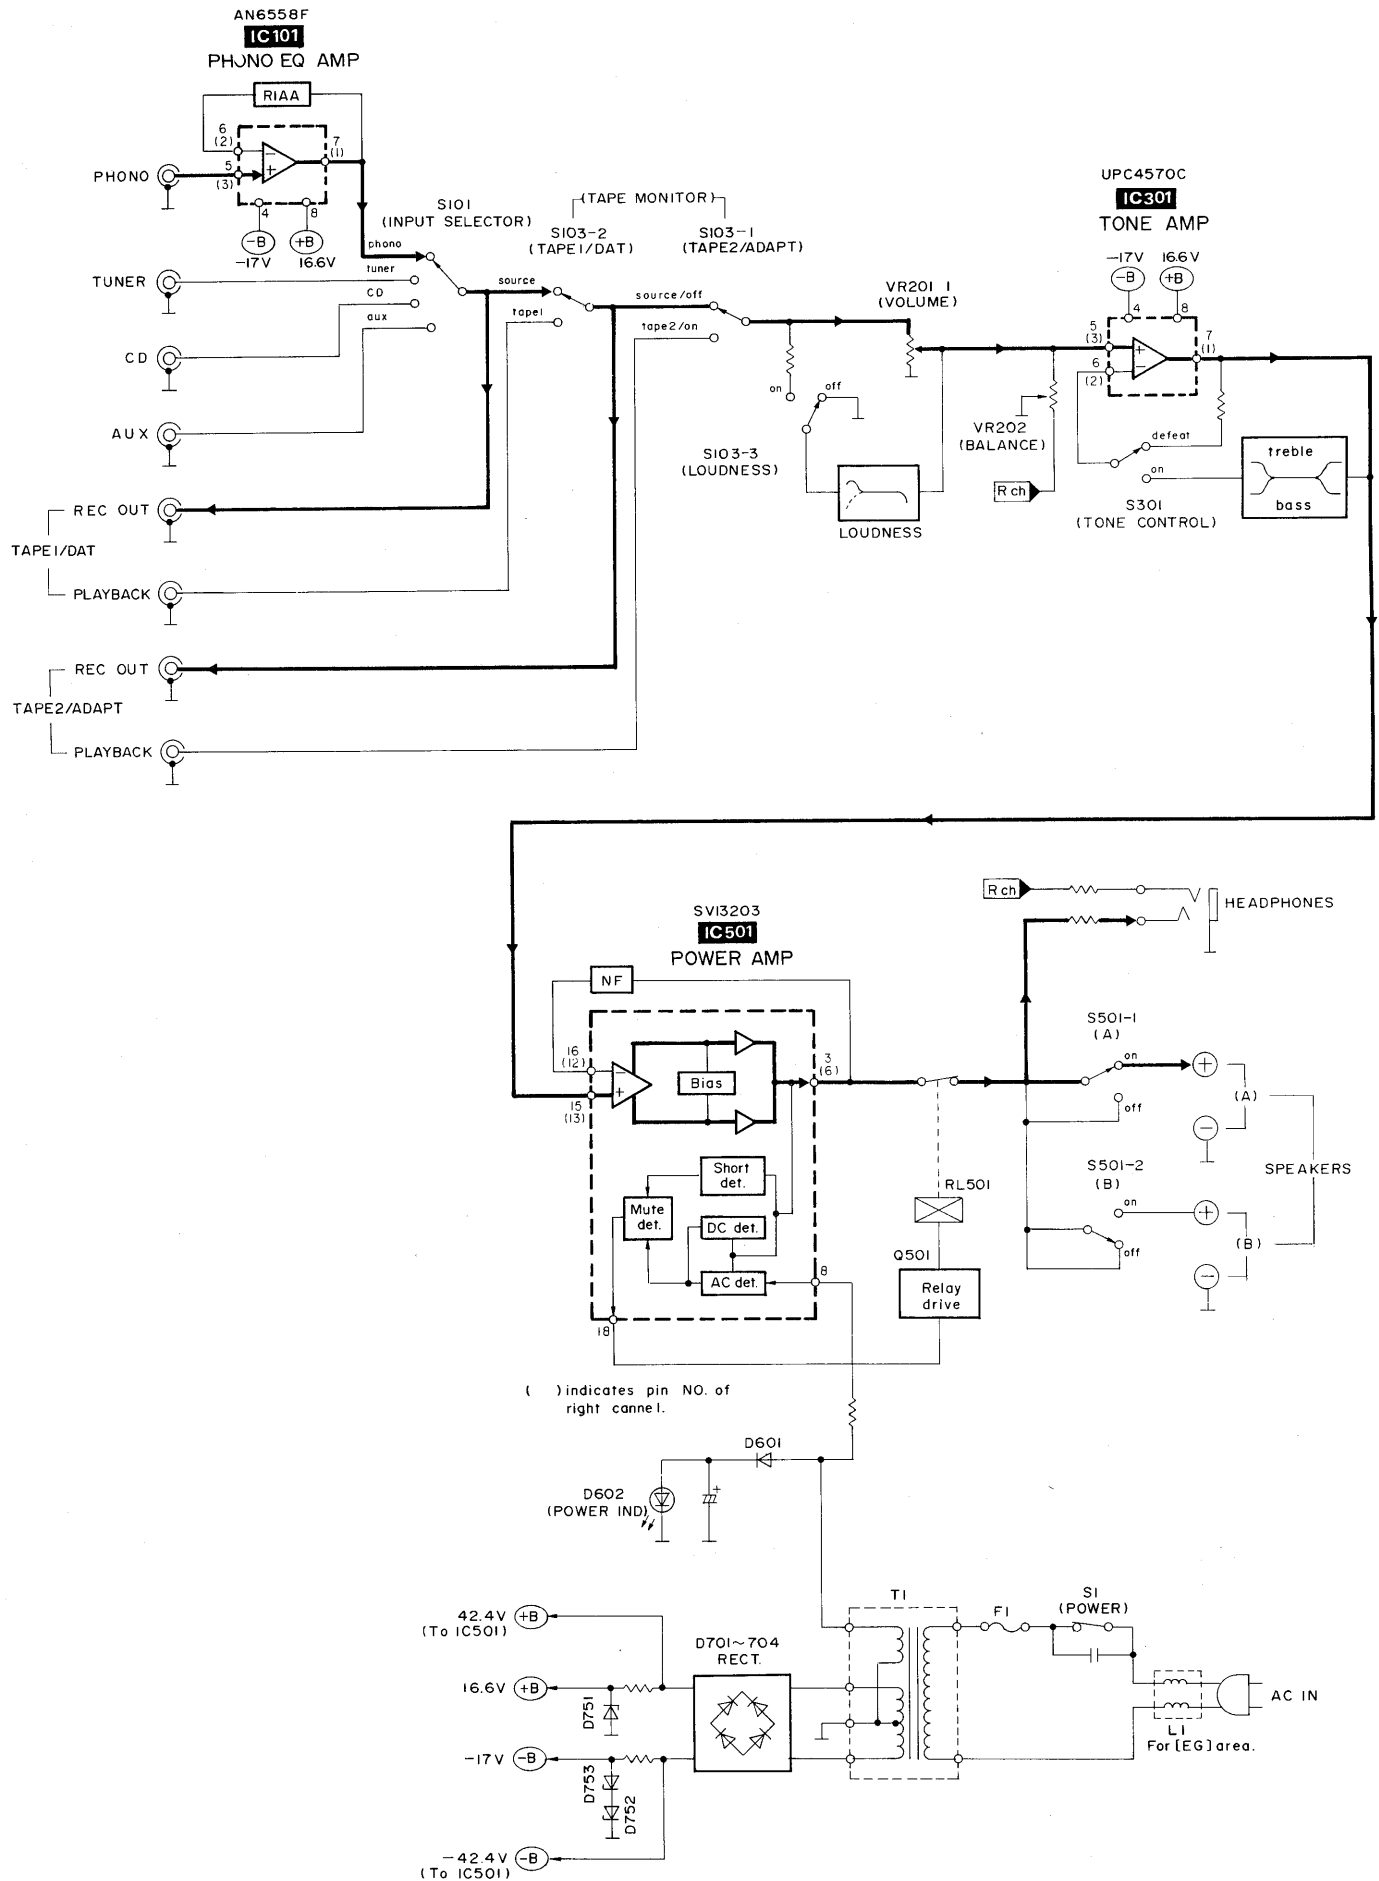 AN6558F
IC101
PHONO EQ AMP
RIAA
6
(2)
7
(1)
5
(3)
−
+
PHONO
4
8
−B
+B
−17V
16.6V
S101
(INPUT SELECTOR)
phono
tuner
CD
aux
TUNER
CD
AUX
(TAPE MONITOR)
S103-2
(TAPE1/DAT)
S103-1
(TAPE2/ADAPT)
source
tape1
source/off
tape2/on
VR201 1
(VOLUME)
on
off
S103-3
(LOUDNESS)
LOUDNESS
UPC4570C
IC301
TONE AMP
−17V
16.6V
−B
+B
4
8
5
(3)
7
(1)
6
(2)
+
−
VR202
(BALANCE)
R ch
defeat
on
S301
(TONE CONTROL)
treble
bass
REC OUT
TAPE1/DAT
PLAYBACK
REC OUT
TAPE2/ADAPT
PLAYBACK
SVI3203
IC501
POWER AMP
NF
16
(12)
15
(13)
−
+
Bias
3
(6)
Short
det.
Mute
det.
DC det.
AC det.
8
18
R ch
HEADPHONES
S501-1
(A)
on
off
+
−
(A)
SPEAKERS
S501-2
(B)
on
off
+
−
(B)
RL501
Q501
Relay
drive
( )indicates pin NO. of
right cannel.
D601
D602
(POWER IND)
+
42.4V
(To IC501)
+B
16.6V
+B
D751
−17V
−B
D753
D752
−42.4V
(To IC501)
−B
D701~704
RECT.
T1
F1
S1
(POWER)
AC IN
L1
For [EG] area.